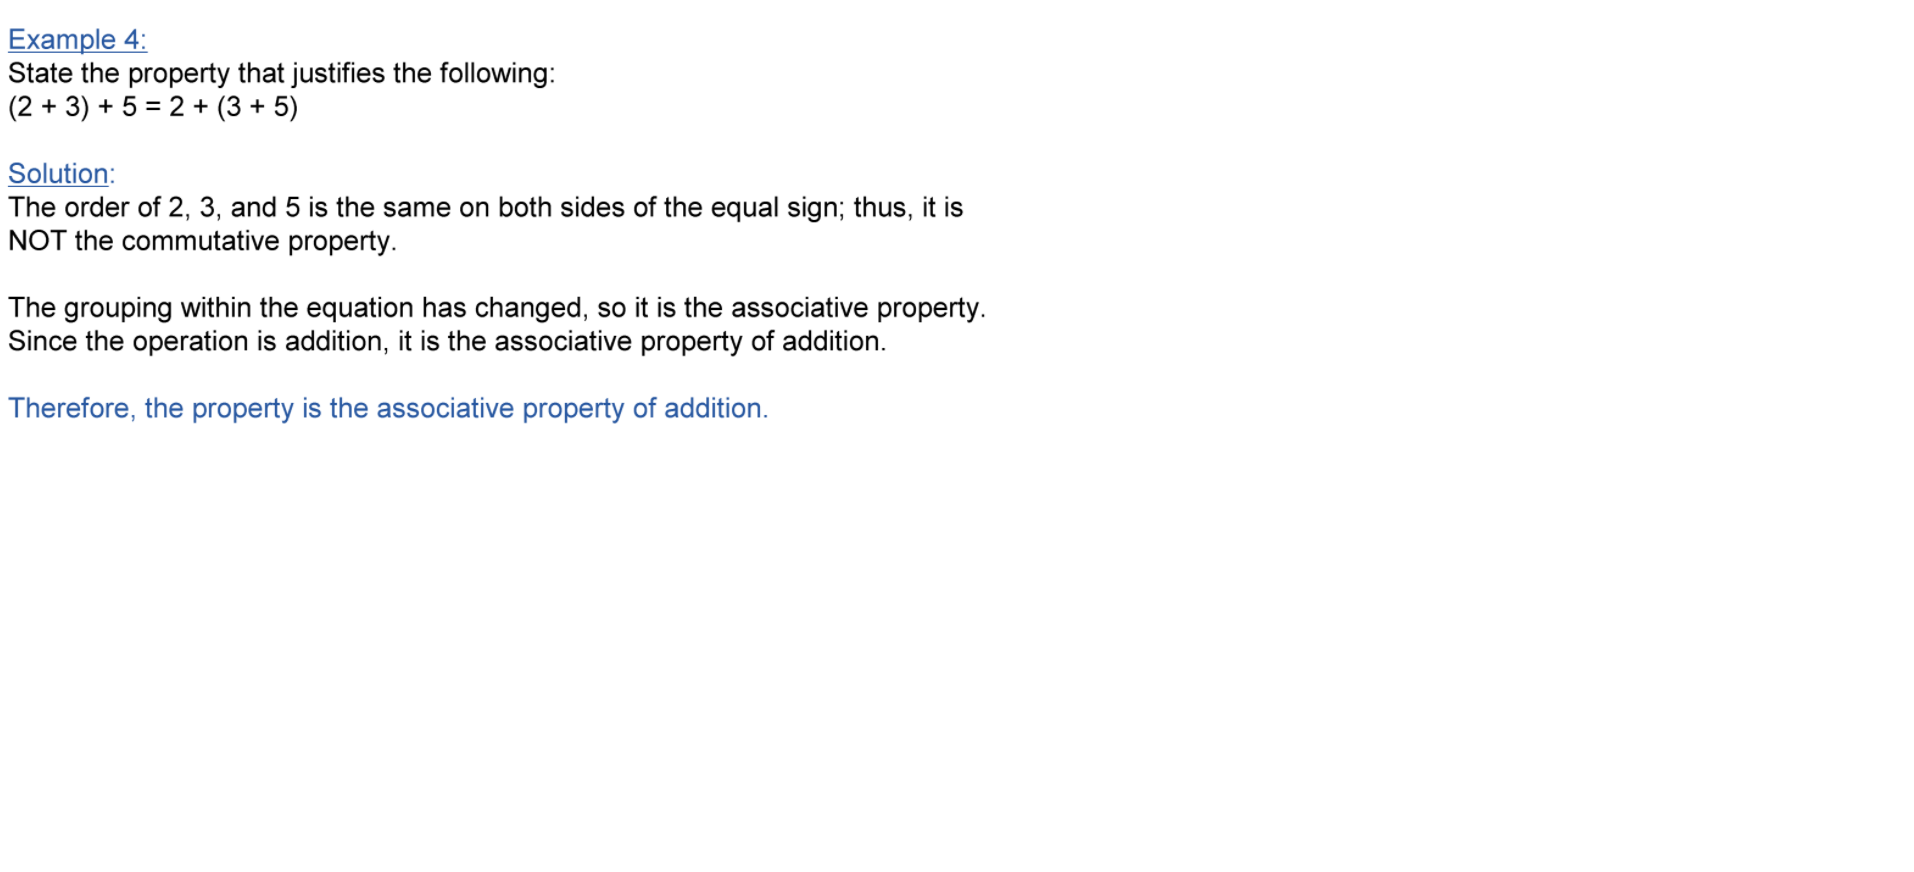 Example 4:
State the property that justifies the following:
(2 + 3) + 5 = 2 + (3 + 5)
Solution:
The order of 2, 3, and 5 is the same on both sides of the equal sign; thus, it is
NOT the commutative property.
The grouping within the equation has changed, so it is the associative property.
Since the operation is addition, it is the associative property of addition.
Therefore, the property is the associative property of addition.